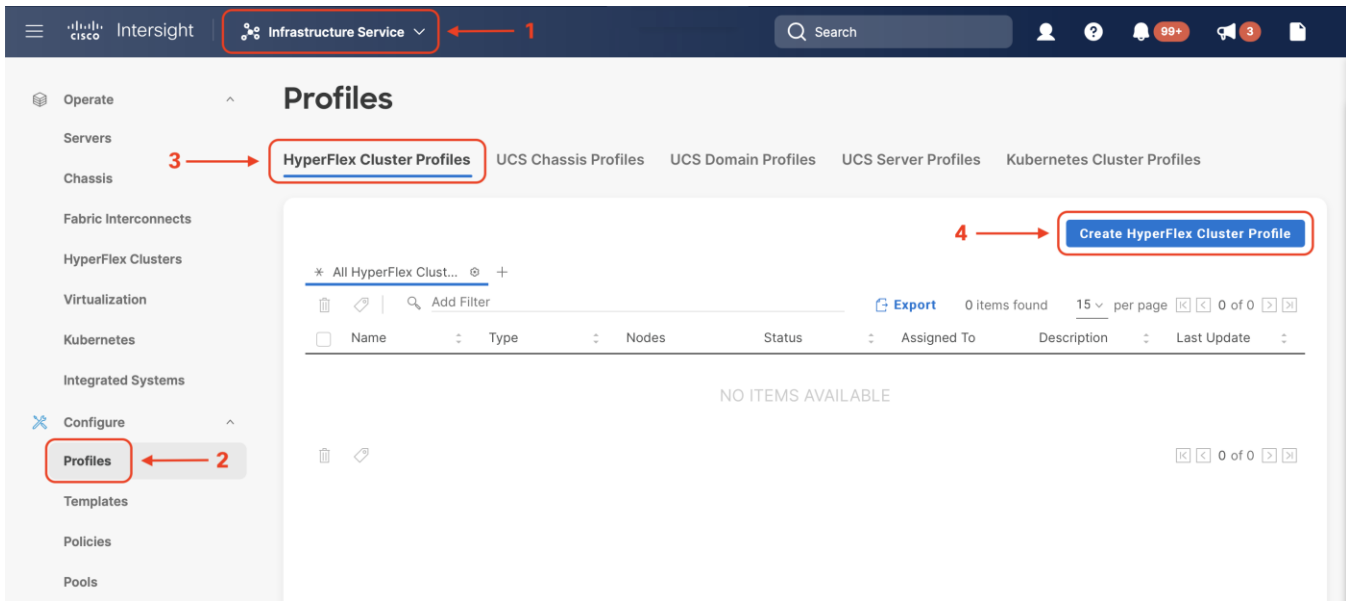 cisco Intersight Infrastructure Service 1 Search 99+ 3
Operate
Servers
Chassis
Fabric Interconnects
HyperFlex Clusters
Virtualization
Kubernetes
Integrated Systems
Configure
Profiles 2
Templates
Policies
Pools
Profiles
3 HyperFlex Cluster Profiles UCS Chassis Profiles UCS Domain Profiles UCS Server Profiles Kubernetes Cluster Profiles
4 Create HyperFlex Cluster Profile
All HyperFlex Clust... +
Add Filter Export 0 items found 15 per page 0 of 0
Name Type Nodes Status Assigned To Description Last Update
NO ITEMS AVAILABLE
0 of 0